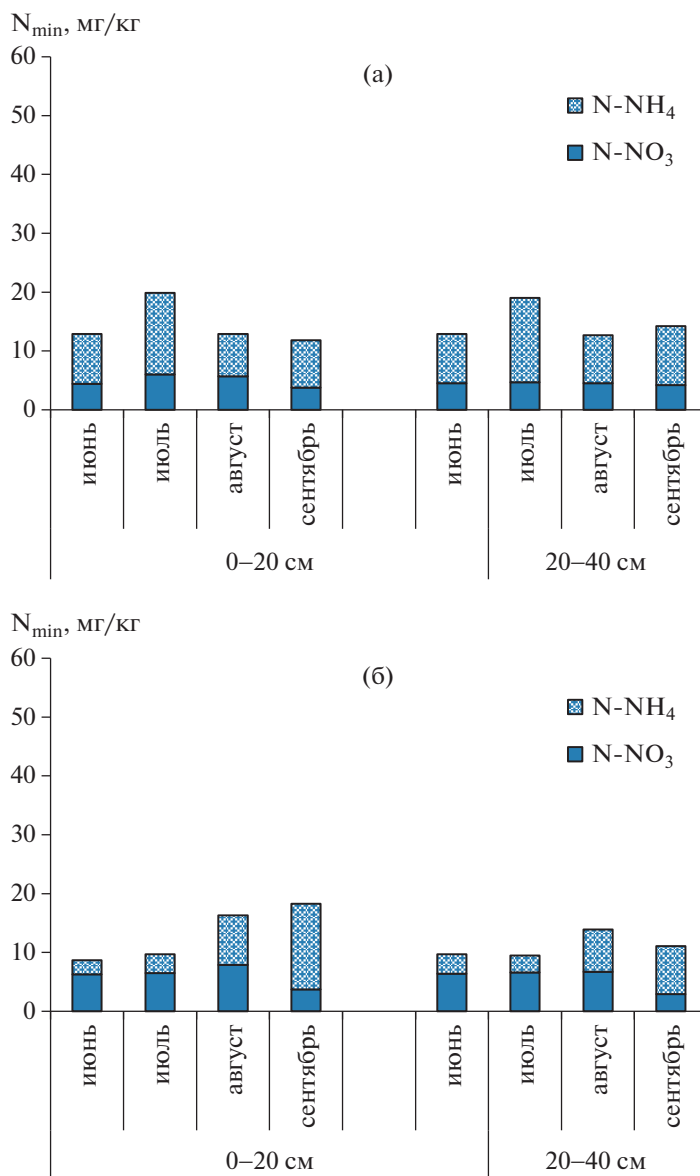 N_min, мг/кг
60
(а)
50
N-NH₄
40
N-NO₃
30
20
10
0
июнь
июль
август
сентябрь
июнь
июль
август
сентябрь
0–20 см
20–40 см
N_min, мг/кг
60
(б)
50
N-NH₄
40
N-NO₃
30
20
10
0
июнь
июль
август
сентябрь
июнь
июль
август
сентябрь
0–20 см
20–40 см